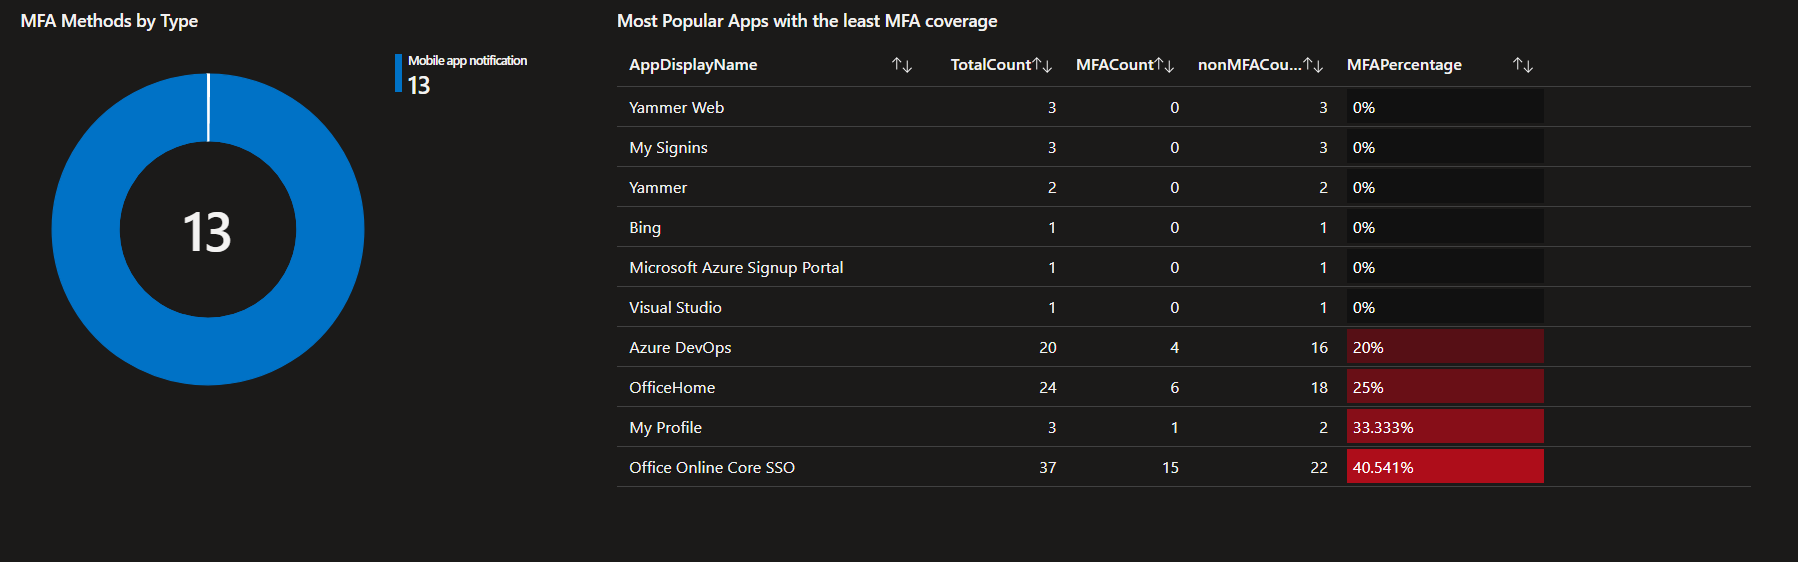 MFA Methods by Type
Mobile app notification
13
13
Most Popular Apps with the least MFA coverage
AppDisplayName ↑↓ TotalCount↑↓ MFACount↑↓ nonMFACou...↑↓ MFAPercentage ↑↓
Yammer Web 3 0 3 0%
My Signins 3 0 3 0%
Yammer 2 0 2 0%
Bing 1 0 1 0%
Microsoft Azure Signup Portal 1 0 1 0%
Visual Studio 1 0 1 0%
Azure DevOps 20 4 16 20%
OfficeHome 24 6 18 25%
My Profile 3 1 2 33.333%
Office Online Core SSO 37 15 22 40.541%